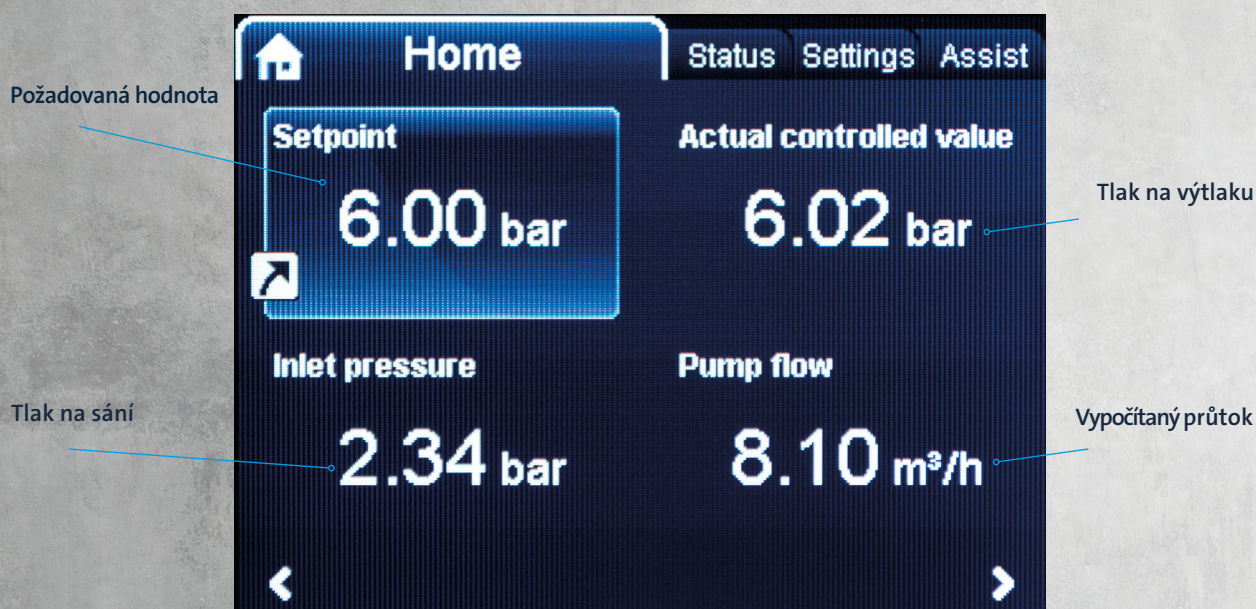 Home
Status
Settings
Assist
Požadovaná hodnota
Setpoint
6.00 bar
Actual controlled value
6.02 bar
Tlak na výtlaku
Inlet pressure
2.34 bar
Tlak na sání
Pump flow
8.10 m³/h
Vypočítaný průtok